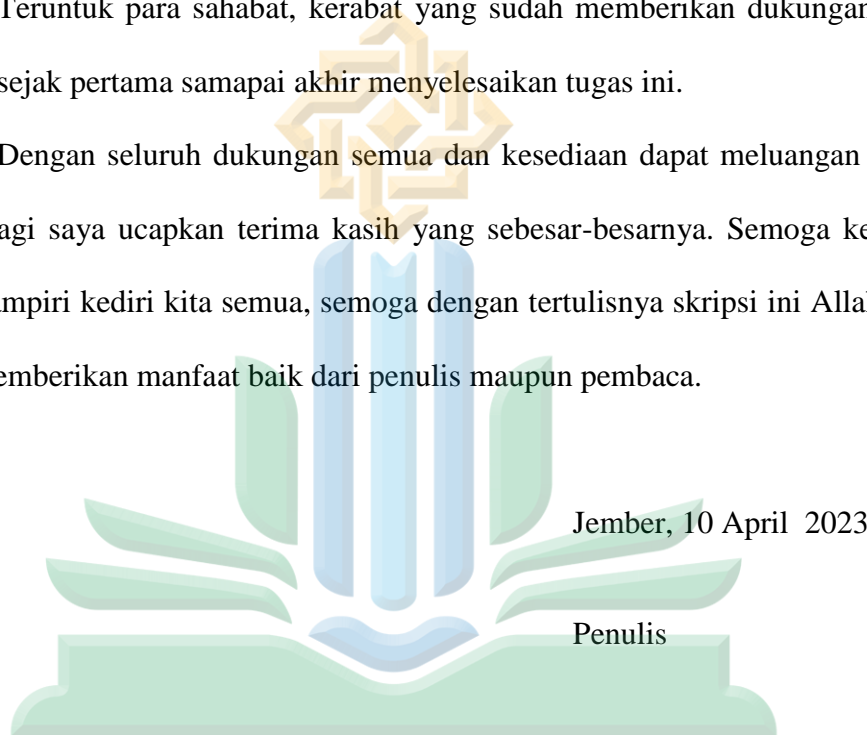 Teruntuk para sahabat, kerabat yang sudah memberikan dukungan
sejak pertama samapai akhir menyelesaikan tugas ini.
Dengan seluruh dukungan semua dan kesediaan dapat meluangan
agi saya ucapkan terima kasih yang sebesar-besarnya. Semoga ke
mpiri kediri kita semua, semoga dengan tertulisnya skripsi ini Allah
emberikan manfaat baik dari penulis maupun pembaca.
Jember, 10 April 2023
Penulis